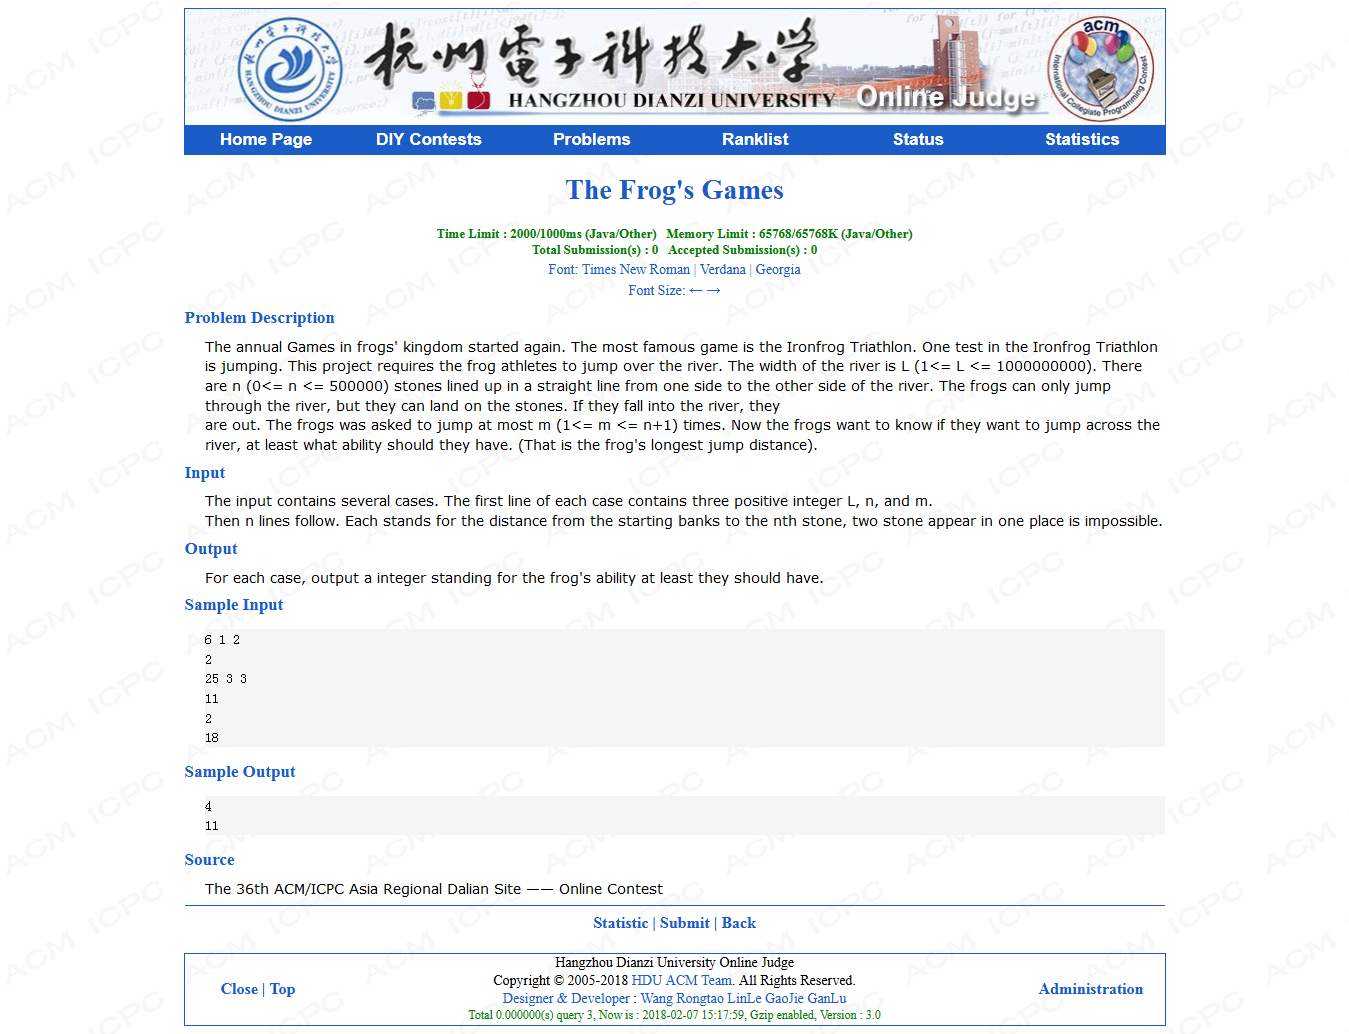 杭州電子科技大学
HANGZHOU DIANZI UNIVERSITY
Online Judge
HANGZHOU DIANZI UNIVERSITY
acm
International Collegiate Programming Contest
Home Page DIY Contests Problems Ranklist Status Statistics
The Frog's Games
Time Limit : 2000/1000ms (Java/Other) Memory Limit : 65768/65768K (Java/Other)
Total Submission(s) : 0 Accepted Submission(s) : 0
Font: Times New Roman | Verdana | Georgia
Font Size: ← →
Problem Description
The annual Games in frogs' kingdom started again. The most famous game is the Ironfrog Triathlon. One test in the Ironfrog Triathlon
is jumping. This project requires the frog athletes to jump over the river. The width of the river is L (1<= L <= 1000000000). There
are n (0<= n <= 500000) stones lined up in a straight line from one side to the other side of the river. The frogs can only jump
through the river, but they can land on the stones. If they fall into the river, they
are out. The frogs was asked to jump at most m (1<= m <= n+1) times. Now the frogs want to know if they want to jump across the
river, at least what ability should they have. (That is the frog's longest jump distance).
Input
The input contains several cases. The first line of each case contains three positive integer L, n, and m.
Then n lines follow. Each stands for the distance from the starting banks to the nth stone, two stone appear in one place is impossible.
Output
For each case, output a integer standing for the frog's ability at least they should have.
Sample Input
6 1 2
2
25 3 3
11
2
18
Sample Output
4
11
Source
The 36th ACM/ICPC Asia Regional Dalian Site —— Online Contest
Statistic | Submit | Back
Close | Top
Hangzhou Dianzi University Online Judge
Copyright © 2005-2018 HDU ACM Team. All Rights Reserved.
Designer & Developer : Wang Rongtao LinLe GaoJie GanLu
Total 0.000000(s) query 3, Now is : 2018-02-07 15:17:59, Gzip enabled, Version : 3.0
Administration